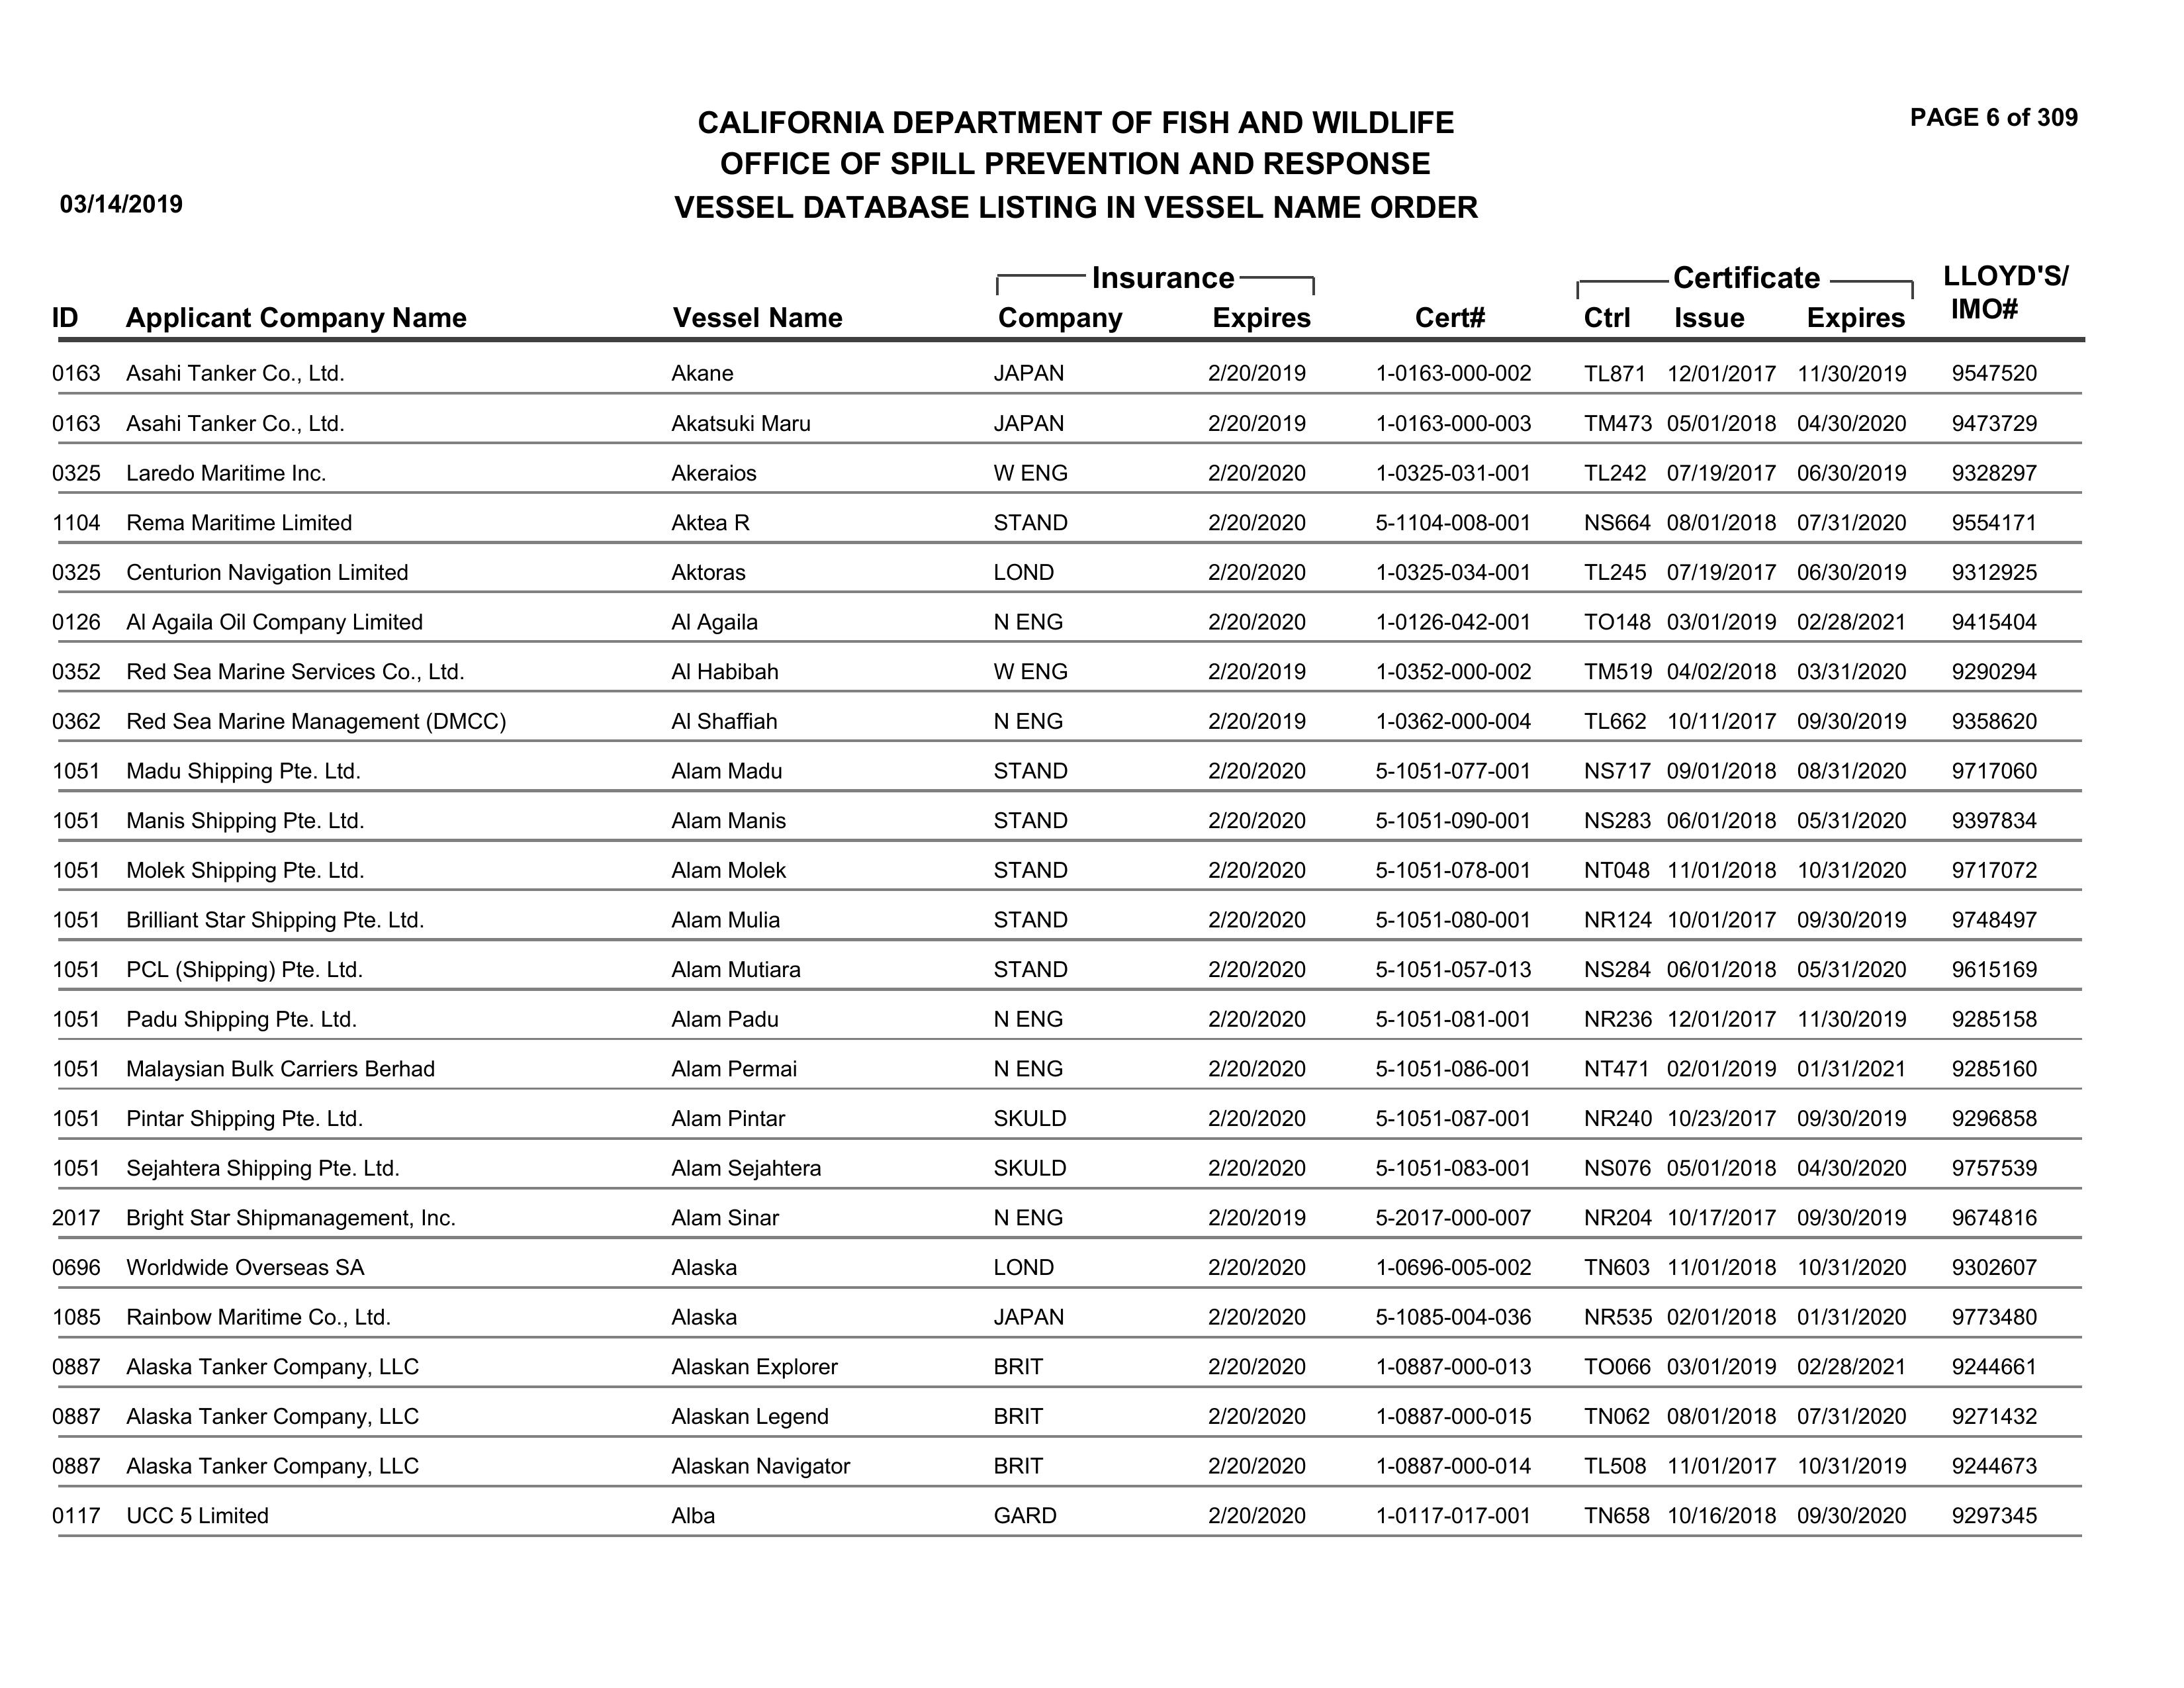 PAGE 6 of 309
CALIFORNIA DEPARTMENT OF FISH AND WILDLIFE
OFFICE OF SPILL PREVENTION AND RESPONSE
03/14/2019 VESSEL DATABASE LISTING IN VESSEL NAME ORDER
Insurance Certificate LLOYD'S/
ID Applicant Company Name Vessel Name Company Expires Cert# Ctrl Issue Expires IMO#
0163 Asahi Tanker Co., Ltd. Akane JAPAN 2/20/2019 1-0163-000-002 TL871 12/01/2017 11/30/2019 9547520
0163 Asahi Tanker Co., Ltd. Akatsuki Maru JAPAN 2/20/2019 1-0163-000-003 TM473 05/01/2018 04/30/2020 9473729
0325 Laredo Maritime Inc. Akeraios W ENG 2/20/2020 1-0325-031-001 TL242 07/19/2017 06/30/2019 9328297
1104 Rema Maritime Limited Aktea R STAND 2/20/2020 5-1104-008-001 NS664 08/01/2018 07/31/2020 9554171
0325 Centurion Navigation Limited Aktoras LOND 2/20/2020 1-0325-034-001 TL245 07/19/2017 06/30/2019 9312925
0126 Al Agaila Oil Company Limited Al Agaila N ENG 2/20/2020 1-0126-042-001 TO148 03/01/2019 02/28/2021 9415404
0352 Red Sea Marine Services Co., Ltd. Al Habibah W ENG 2/20/2019 1-0352-000-002 TM519 04/02/2018 03/31/2020 9290294
0362 Red Sea Marine Management (DMCC) Al Shaffiah N ENG 2/20/2019 1-0362-000-004 TL662 10/11/2017 09/30/2019 9358620
1051 Madu Shipping Pte. Ltd. Alam Madu STAND 2/20/2020 5-1051-077-001 NS717 09/01/2018 08/31/2020 9717060
1051 Manis Shipping Pte. Ltd. Alam Manis STAND 2/20/2020 5-1051-090-001 NS283 06/01/2018 05/31/2020 9397834
1051 Molek Shipping Pte. Ltd. Alam Molek STAND 2/20/2020 5-1051-078-001 NT048 11/01/2018 10/31/2020 9717072
1051 Brilliant Star Shipping Pte. Ltd. Alam Mulia STAND 2/20/2020 5-1051-080-001 NR124 10/01/2017 09/30/2019 9748497
1051 PCL (Shipping) Pte. Ltd. Alam Mutiara STAND 2/20/2020 5-1051-057-013 NS284 06/01/2018 05/31/2020 9615169
1051 Padu Shipping Pte. Ltd. Alam Padu N ENG 2/20/2020 5-1051-081-001 NR236 12/01/2017 11/30/2019 9285158
1051 Malaysian Bulk Carriers Berhad Alam Permai N ENG 2/20/2020 5-1051-086-001 NT471 02/01/2019 01/31/2021 9285160
1051 Pintar Shipping Pte. Ltd. Alam Pintar SKULD 2/20/2020 5-1051-087-001 NR240 10/23/2017 09/30/2019 9296858
1051 Sejahtera Shipping Pte. Ltd. Alam Sejahtera SKULD 2/20/2020 5-1051-083-001 NS076 05/01/2018 04/30/2020 9757539
2017 Bright Star Shipmanagement, Inc. Alam Sinar N ENG 2/20/2019 5-2017-000-007 NR204 10/17/2017 09/30/2019 9674816
0696 Worldwide Overseas SA Alaska LOND 2/20/2020 1-0696-005-002 TN603 11/01/2018 10/31/2020 9302607
1085 Rainbow Maritime Co., Ltd. Alaska JAPAN 2/20/2020 5-1085-004-036 NR535 02/01/2018 01/31/2020 9773480
0887 Alaska Tanker Company, LLC Alaskan Explorer BRIT 2/20/2020 1-0887-000-013 TO066 03/01/2019 02/28/2021 9244661
0887 Alaska Tanker Company, LLC Alaskan Legend BRIT 2/20/2020 1-0887-000-015 TN062 08/01/2018 07/31/2020 9271432
0887 Alaska Tanker Company, LLC Alaskan Navigator BRIT 2/20/2020 1-0887-000-014 TL508 11/01/2017 10/31/2019 9244673
0117 UCC 5 Limited Alba GARD 2/20/2020 1-0117-017-001 TN658 10/16/2018 09/30/2020 9297345